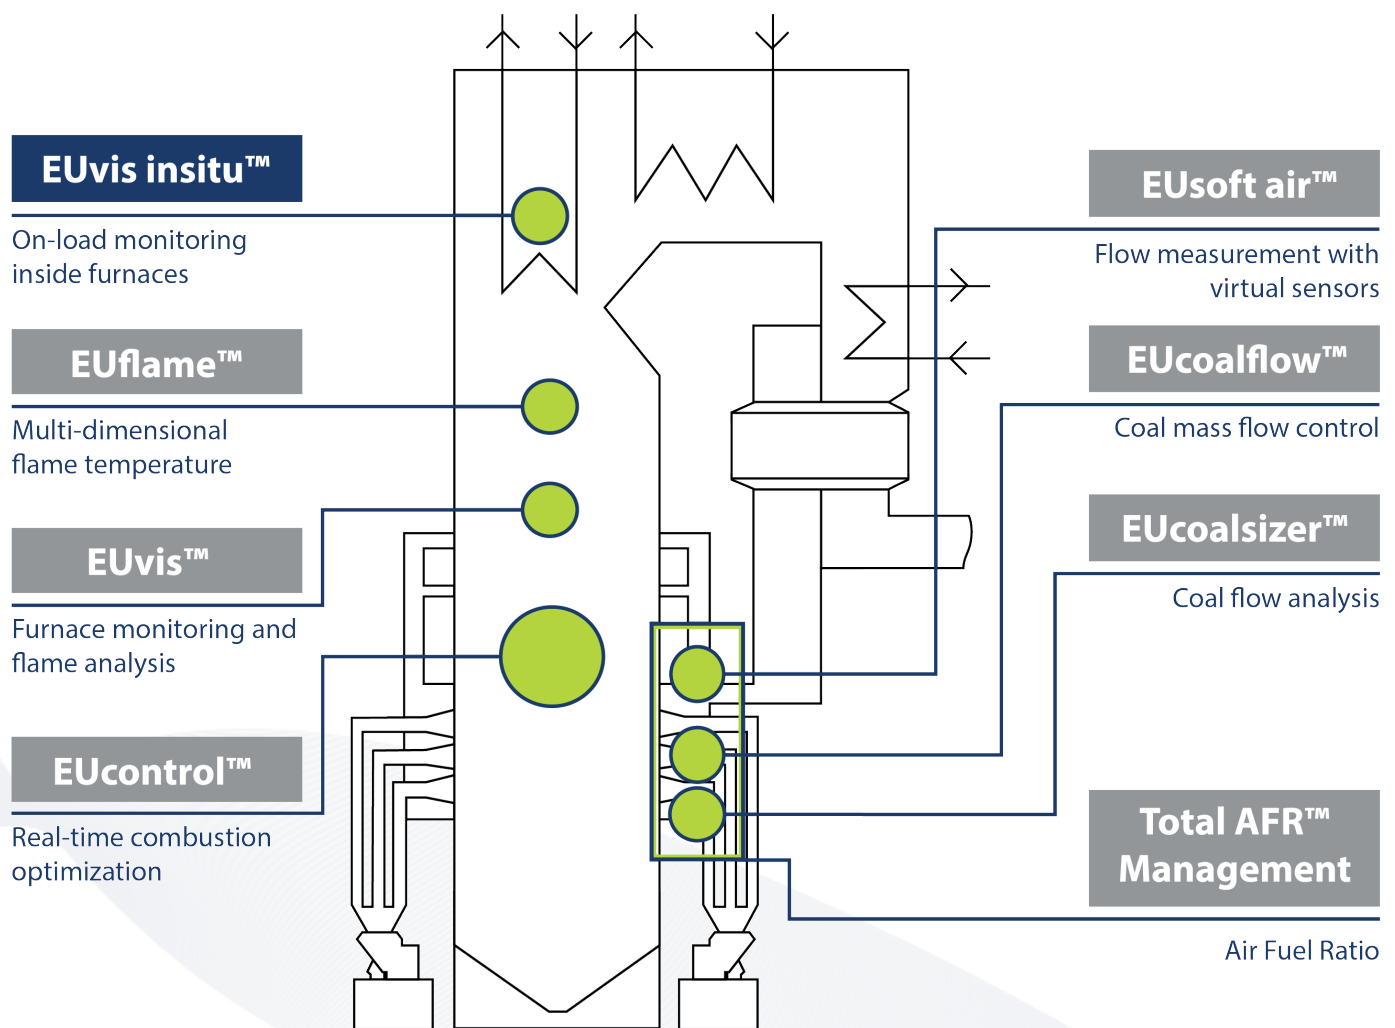 EUvis insitu™
On-load monitoring
inside furnaces
EUflame™
Multi-dimensional
flame temperature
EUvis™
Furnace monitoring and
flame analysis
EUcontrol™
Real-time combustion
optimization
EUsoft air™
Flow measurement with
virtual sensors
EUcoalflow™
Coal mass flow control
EUcoalsizer™
Coal flow analysis
Total AFR™
Management
Air Fuel Ratio